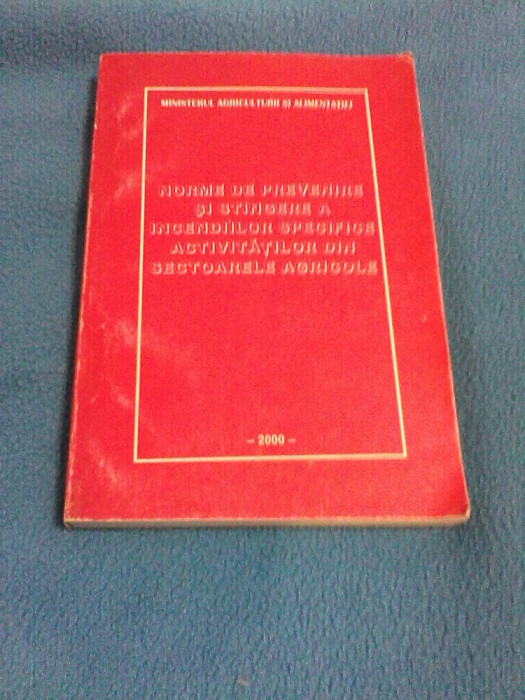 MINISTERUL AGRICULTURII ŞI ALIMENTAŢIEI
NORME DE PREVENIRE
ŞI STINGERE A
INCENDIILOR SPECIFICE
ACTIVITĂŢILOR DIN
SECTOARELE AGRICOLE
– 2000 –